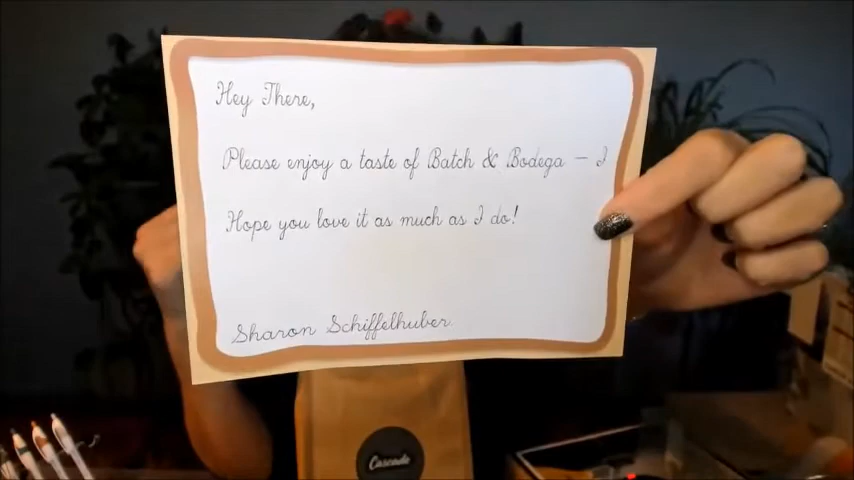 Hey There,
Please enjoy a taste of Batch & Bodega — I
Hope you love it as much as I do!
Sharon Schiffelhuber
Cascade